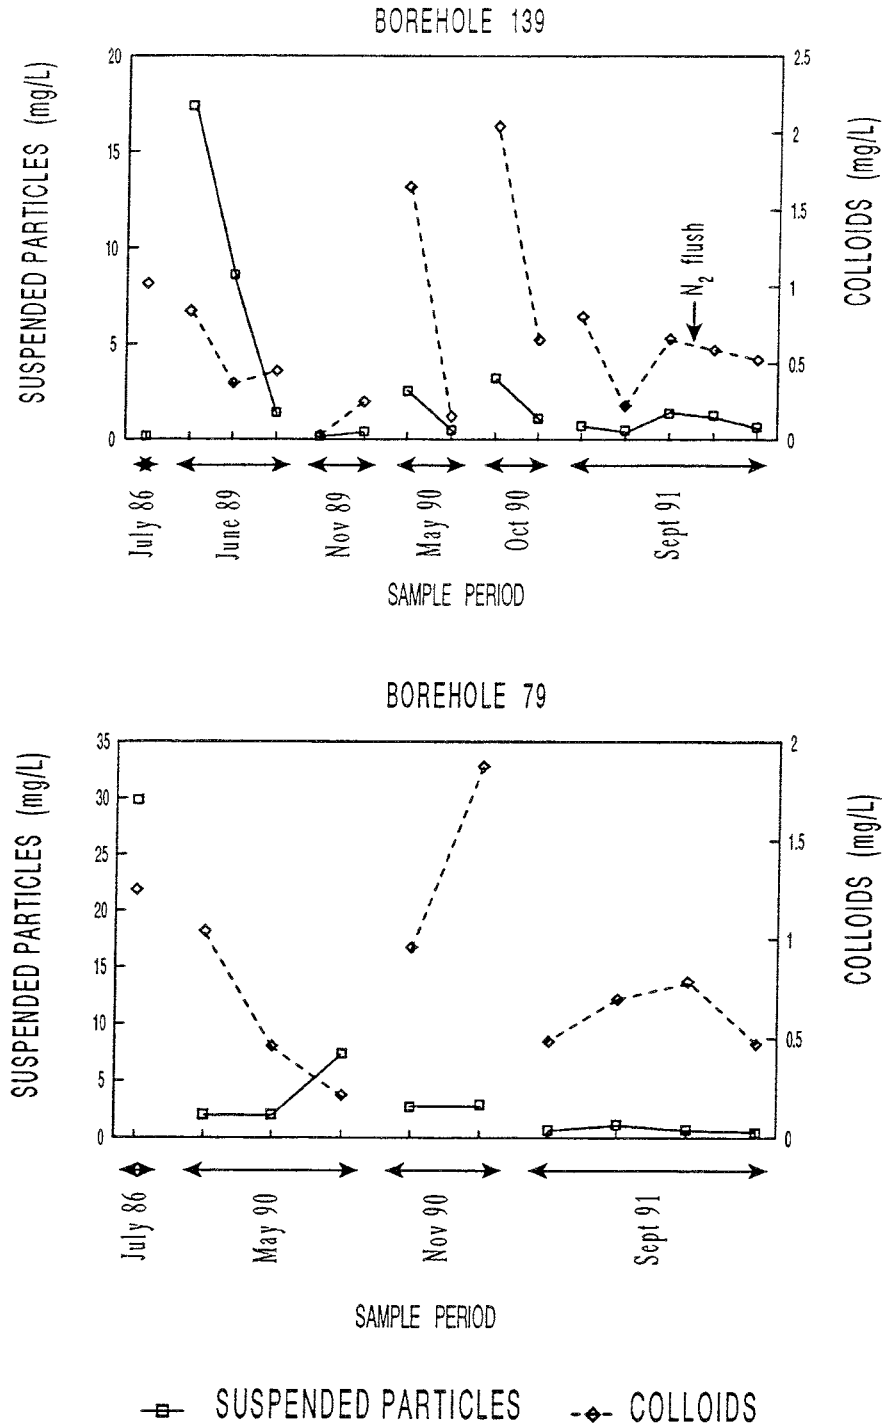 BOREHOLE 139
SUSPENDED PARTICLES (mg/L)
20
15
10
5
0
2.5
2
1.5
1
0.5
0
COLLOIDS (mg/L)
N2 flush
July 86
June 89
Nov 89
May 90
Oct 90
Sept 91
SAMPLE PERIOD
BOREHOLE 79
SUSPENDED PARTICLES (mg/L)
35
30
25
20
15
10
5
0
2
1.5
1
0.5
0
COLLOIDS (mg/L)
July 86
May 90
Nov 90
Sept 91
SAMPLE PERIOD
SUSPENDED PARTICLES COLLOIDS